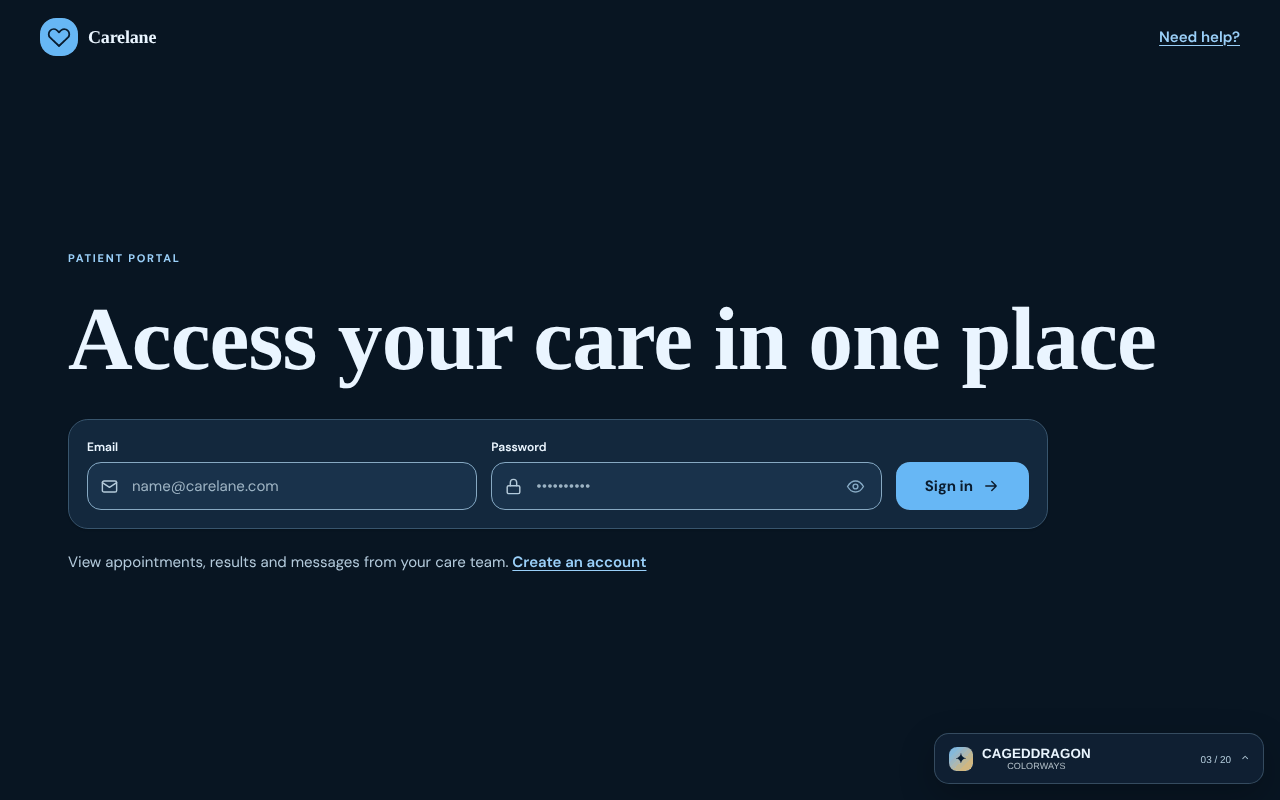 Carelane
Need help?
PATIENT PORTAL
Access your care in one place
Email
Password
name@carelane.com
••••••••••
Sign in
View appointments, results and messages from your care team. Create an account
CAGEDDRAGON
COLORWAYS
03 / 20